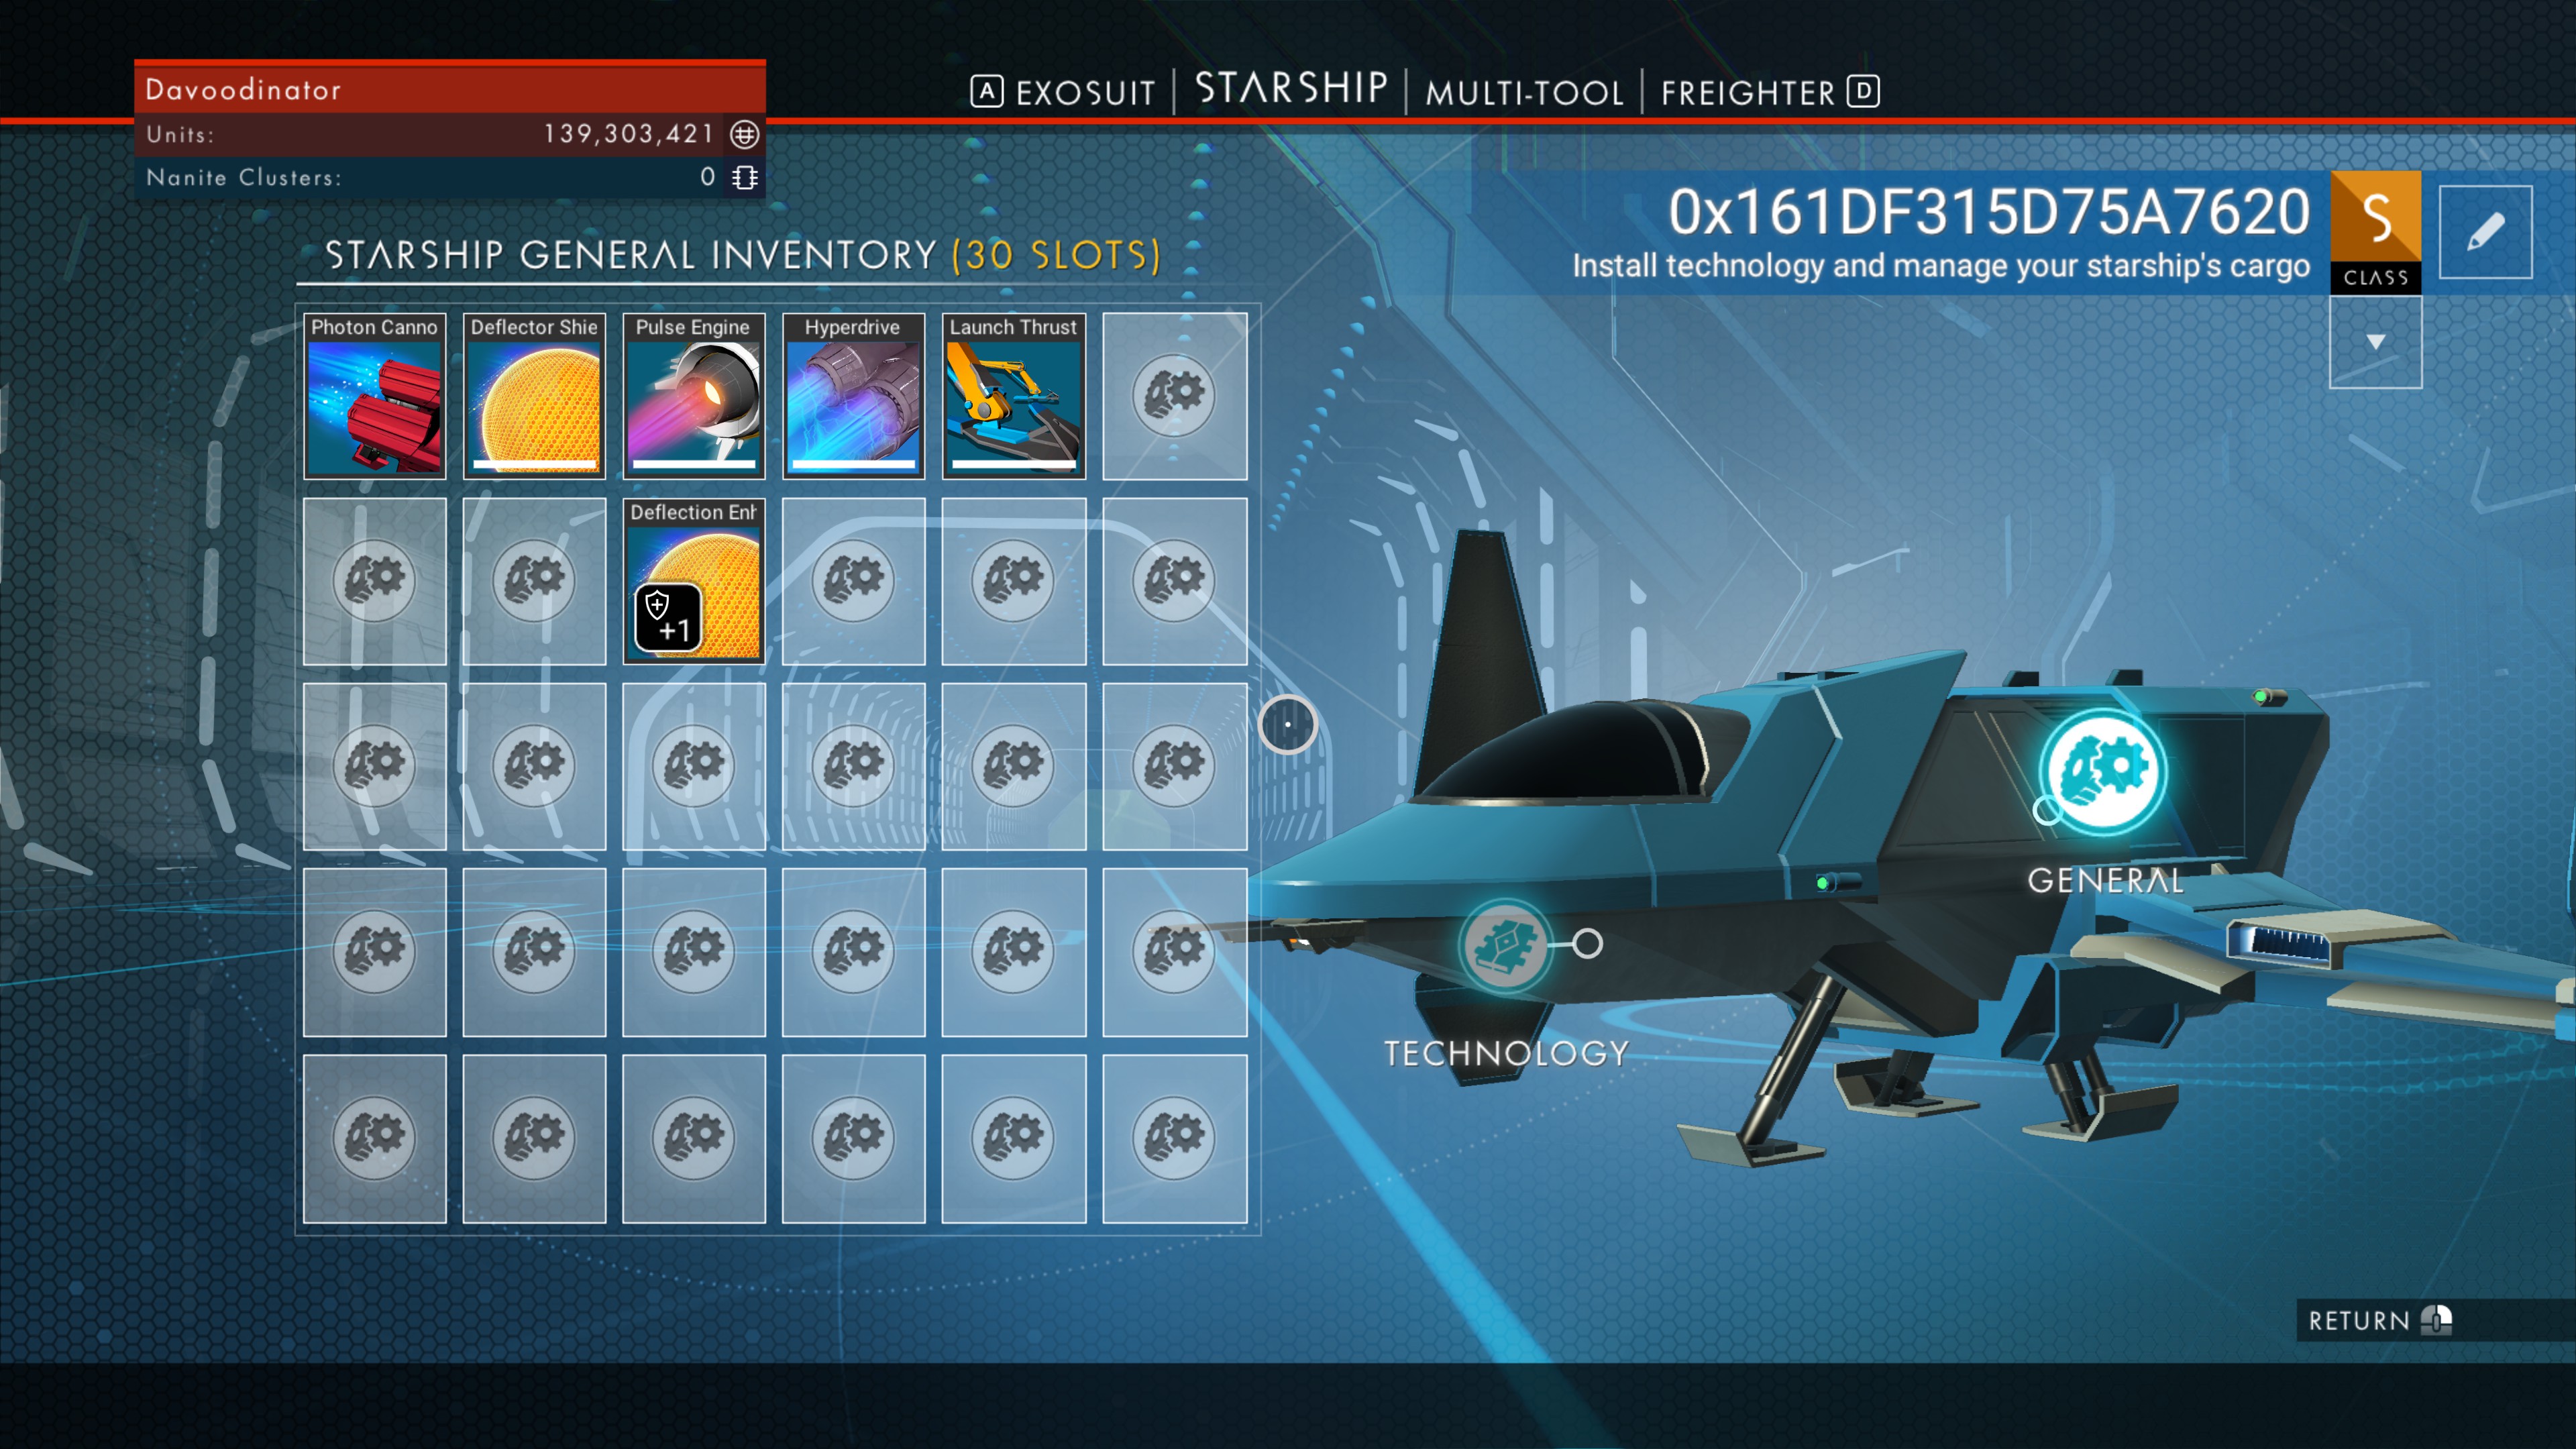 Davoodinator
Units: 139,303,421
Nanite Clusters: 0
A EXOSUIT STARSHIP MULTI-TOOL FREIGHTER D
0x161DF315D75A7620
Install technology and manage your starship's cargo
S
CLASS
STARSHIP GENERAL INVENTORY (30 SLOTS)
Photon Canno
Deflector Shie
Pulse Engine
Hyperdrive
Launch Thrust
Deflection Enh
+1
GENERAL
TECHNOLOGY
RETURN